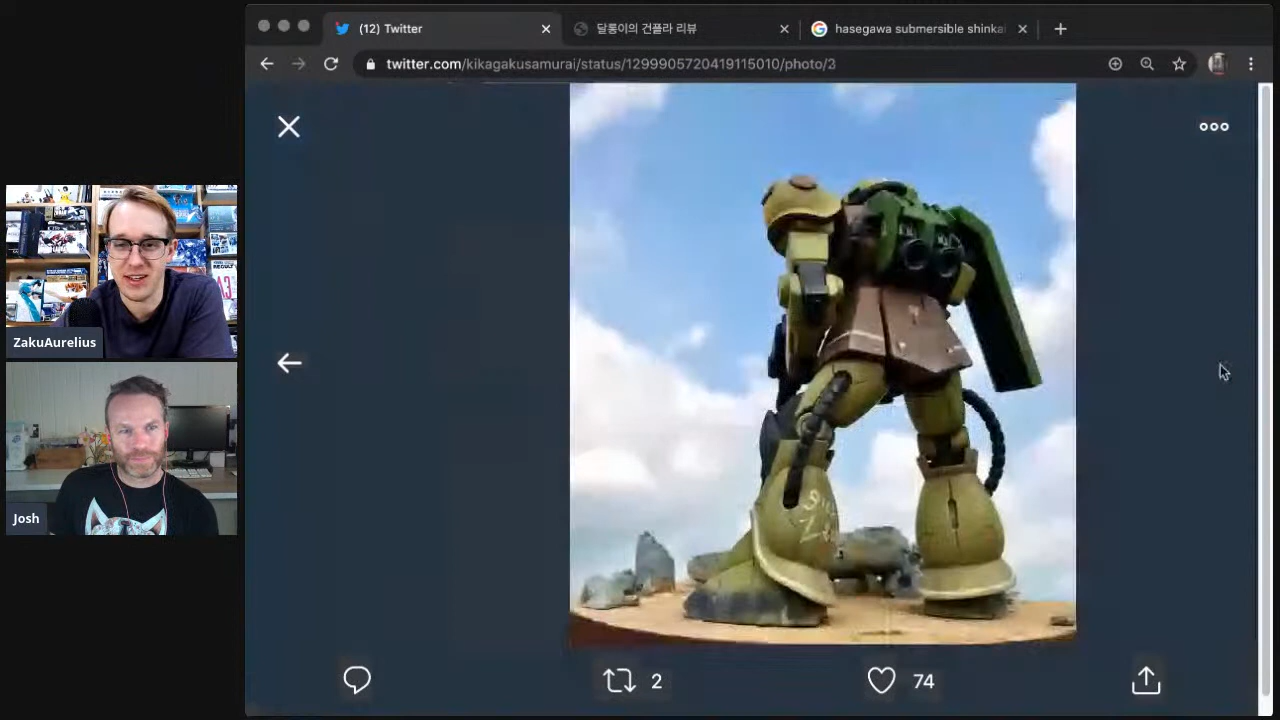 (12) Twitter
달롱이의 건플라 리뷰
hasegawa submersible shinka
twitter.com/kikagakusamurai/status/1299905720419115010/photo/3
ZakuAurelius
Josh
2
74